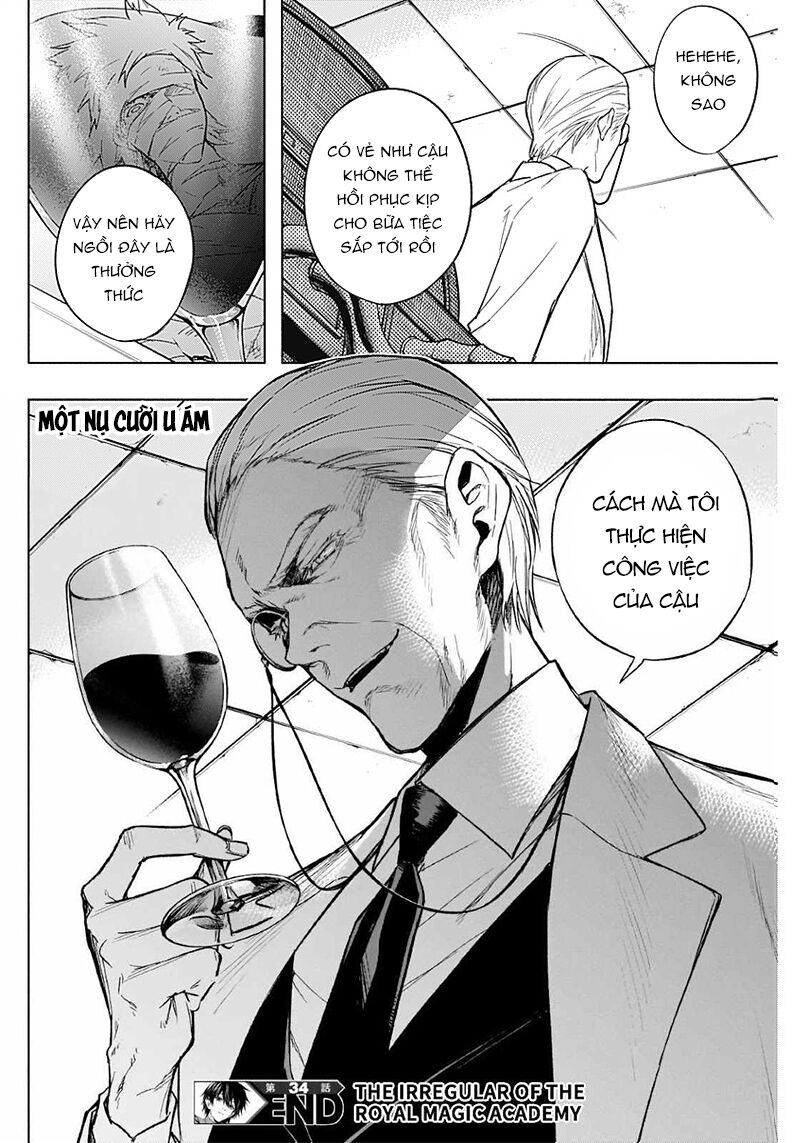 HEHEHE,
KHÔNG
SAO
CÓ VẺ NHƯ CẬU
KHÔNG THỂ
HỒI PHỤC KỊP
CHO BỮA TIỆC
SẮP TỚI RỒI
VẬY NÊN HÃY
NGỒI ĐÂY LÀ
THƯỞNG
THỨC
MỘT NỤ CƯỜI U ÁM
CÁCH MÀ TÔI
THỰC HIỆN
CÔNG VIỆC
CỦA CẬU
第34話
END
THE IRREGULAR OF THE
ROYAL MAGIC ACADEMY